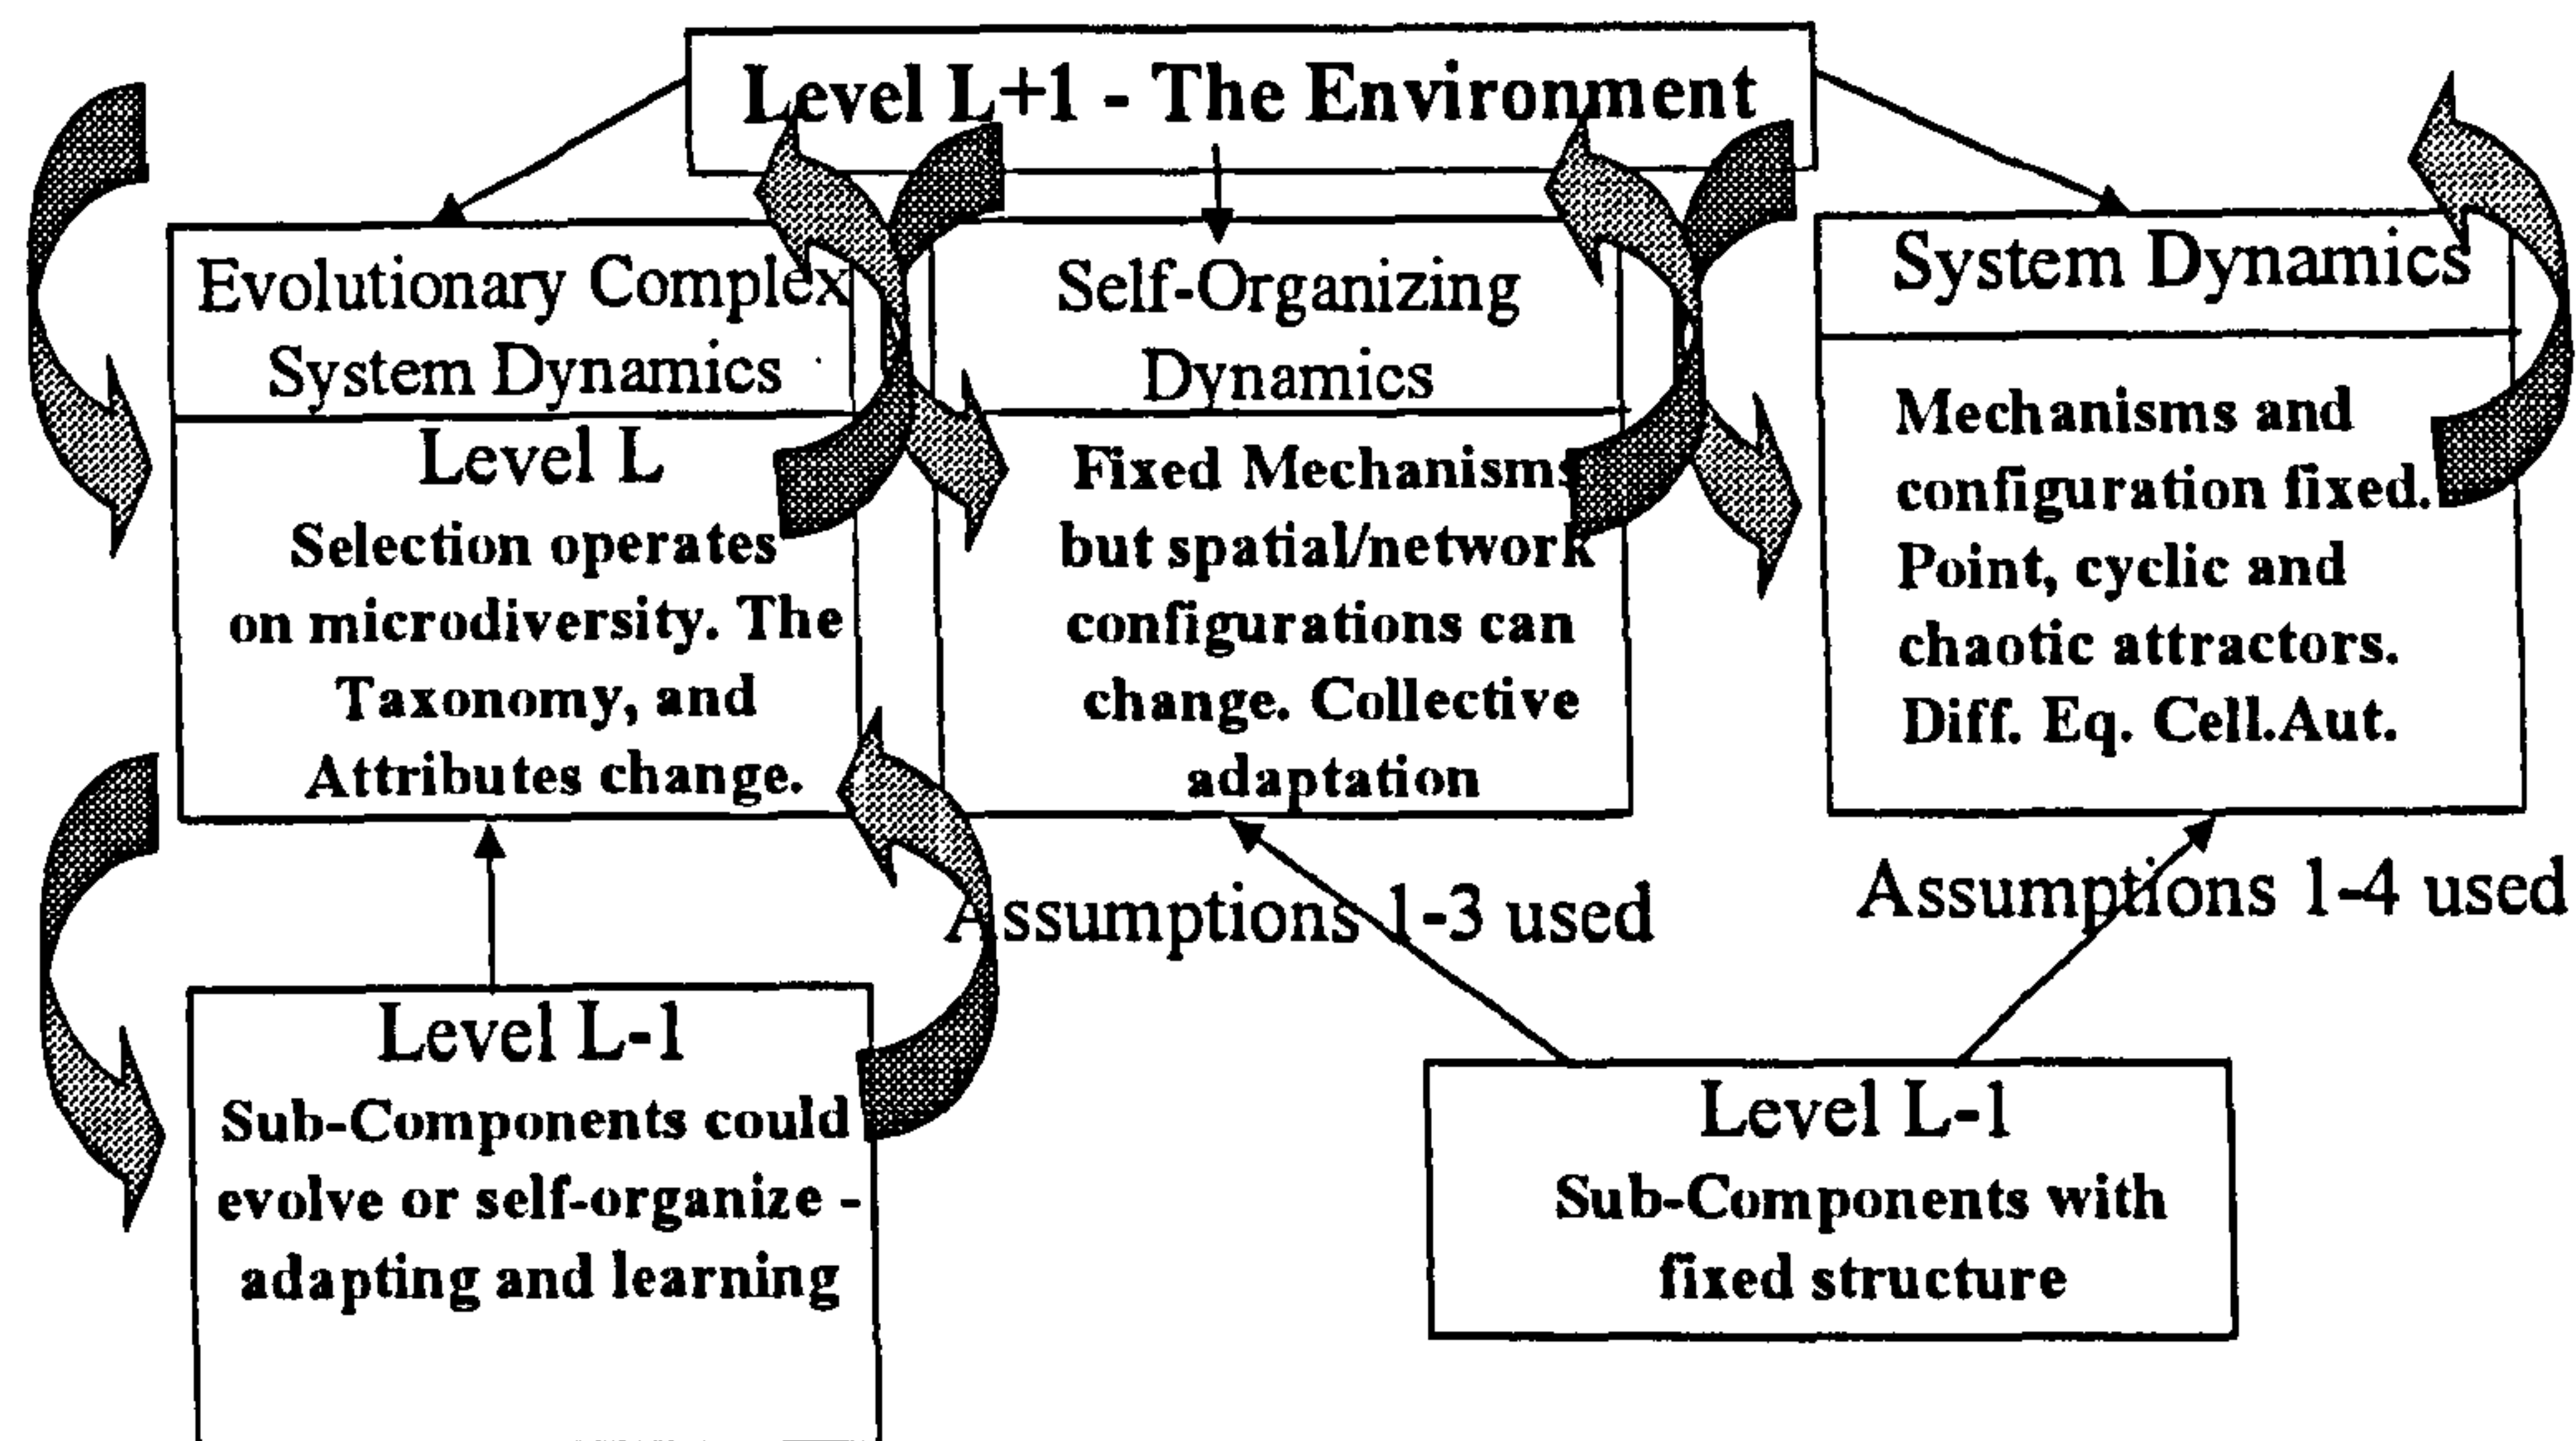 Level L+1 - The Environment
Evolutionary Complex
System Dynamics
Level L
Selection operates
on microdiversity. The
Taxonomy, and
Attributes change.
Self-Organizing
Dynamics
Fixed Mechanisms
but spatial/network
configurations can
change. Collective
adaptation
System Dynamics
Mechanisms and
configuration fixed.
Point, cyclic and
chaotic attractors.
Diff. Eq. Cell.Aut.
Assumptions 1-3 used
Assumptions 1-4 used
Level L-1
Sub-Components could
evolve or self-organize -
adapting and learning
Level L-1
Sub-Components with
fixed structure